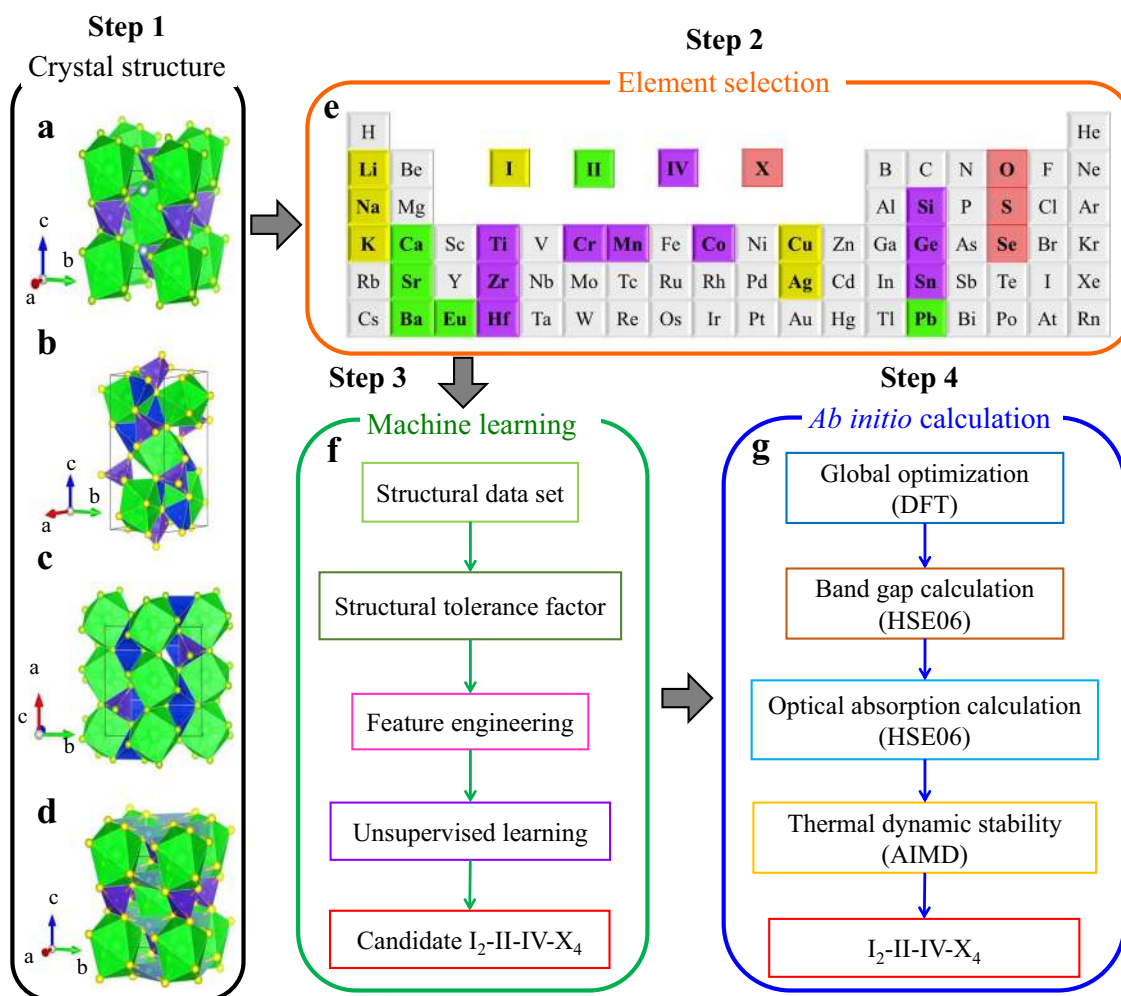 Step 1
Crystal structure
a
c
b
a
b
c
b
a
c
a
c
b
d
c
b
a
Step 2
Element selection
e
H He
Li Be I II IV X B C N O F Ne
Na Mg Al Si P S Cl Ar
K Ca Sc Ti V Cr Mn Fe Co Ni Cu Zn Ga Ge As Se Br Kr
Rb Sr Y Zr Nb Mo Tc Ru Rh Pd Ag Cd In Sn Sb Te I Xe
Cs Ba Eu Hf Ta W Re Os Ir Pt Au Hg Tl Pb Bi Po At Rn
Step 3
Machine learning
f
Structural data set
Structural tolerance factor
Feature engineering
Unsupervised learning
Candidate I₂-II-IV-X₄
Step 4
Ab initio calculation
g
Global optimization
(DFT)
Band gap calculation
(HSE06)
Optical absorption calculation
(HSE06)
Thermal dynamic stability
(AIMD)
I₂-II-IV-X₄